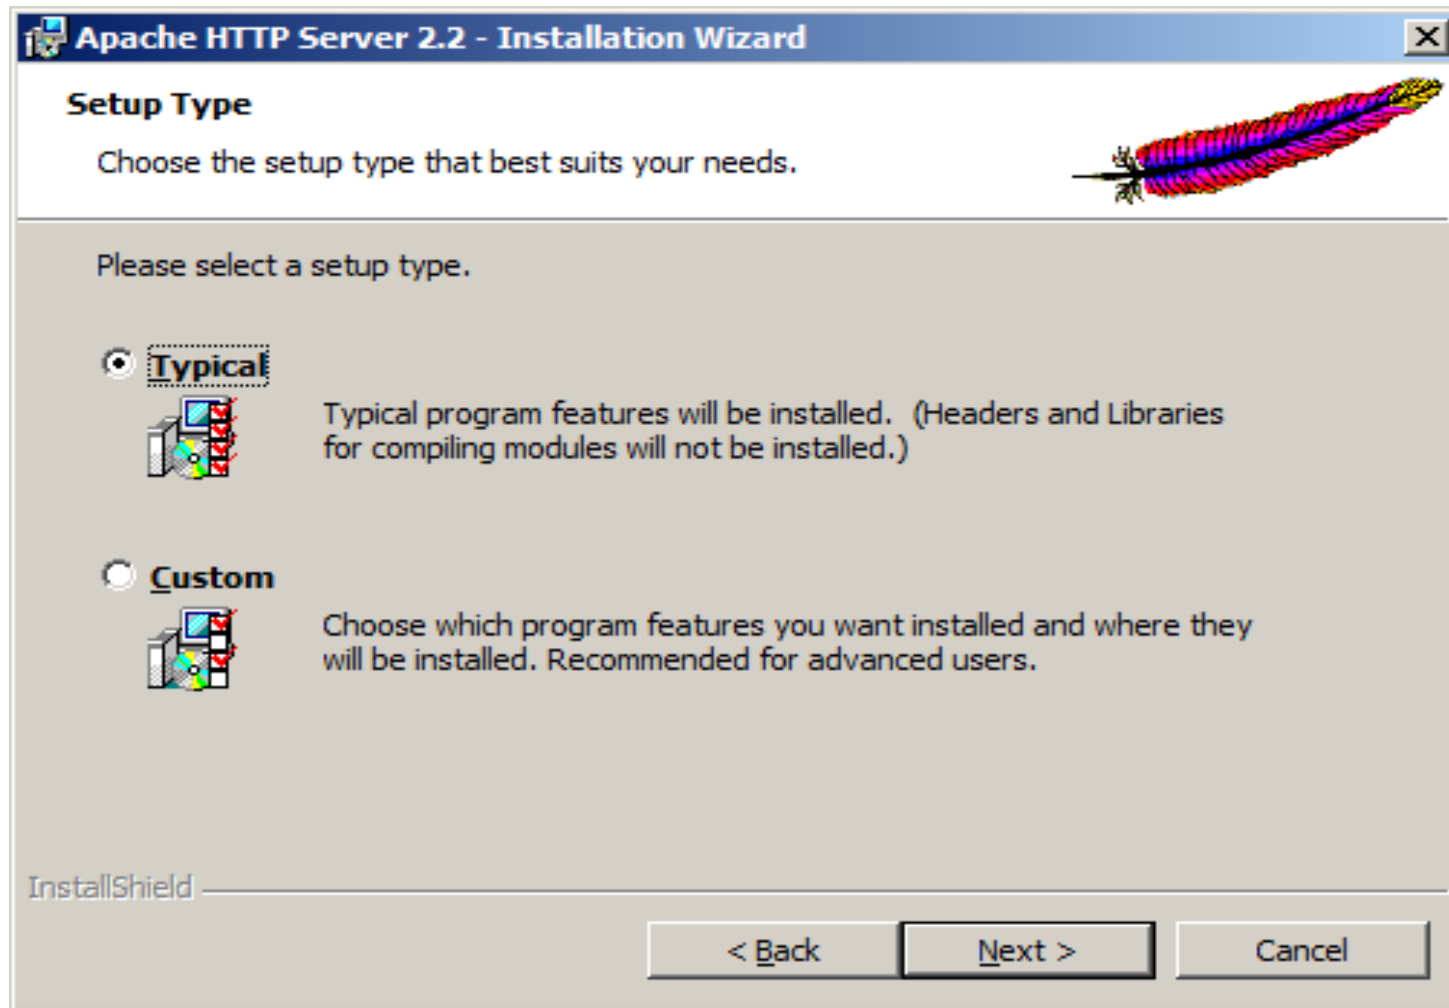 Apache HTTP Server 2.2 - Installation Wizard
Setup Type
Choose the setup type that best suits your needs.
Please select a setup type.
Typical
Typical program features will be installed.  (Headers and Libraries
for compiling modules will not be installed.)
Custom
Choose which program features you want installed and where they
will be installed. Recommended for advanced users.
InstallShield
< Back
Next >
Cancel